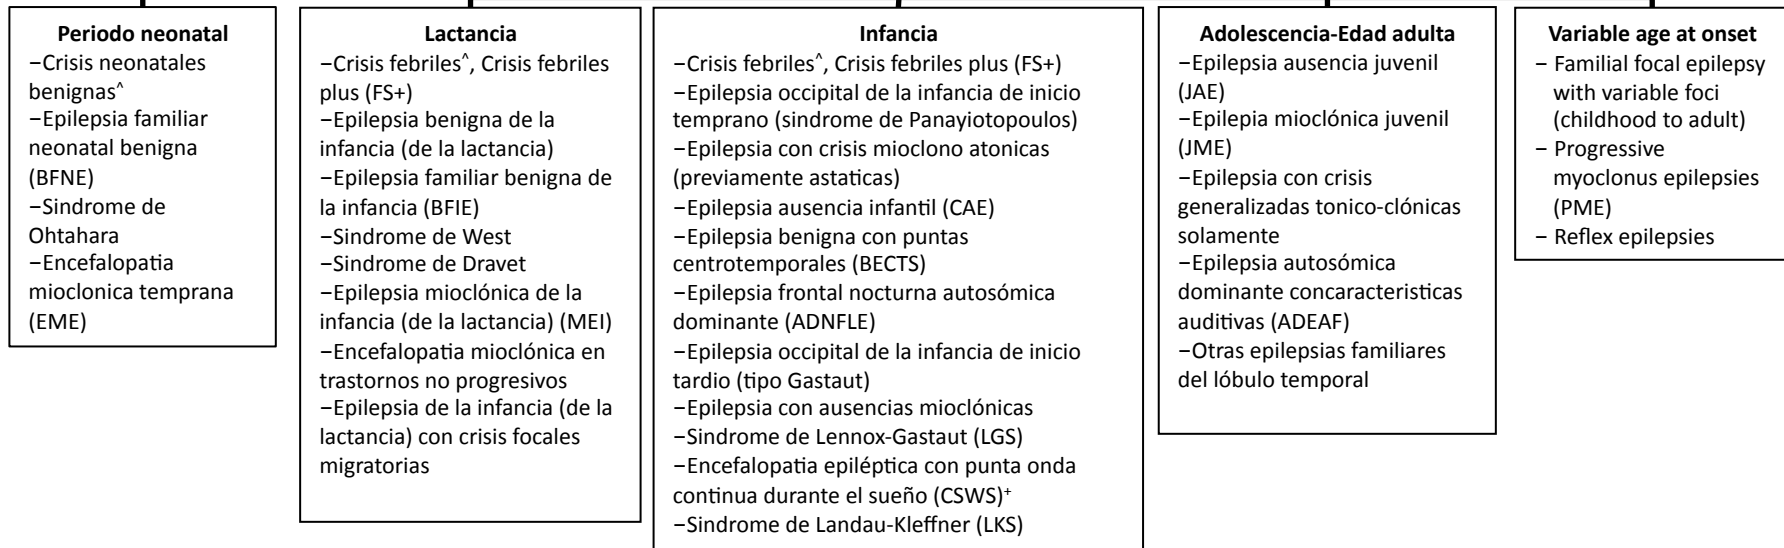 Periodo neonatal
−Crisis neonatales
benignas^
−Epilepsia familiar
neonatal benigna
(BFNE)
−Sindrome de
Ohtahara
−Encefalopatia
mioclonica temprana
(EME)
Lactancia
−Crisis febriles^, Crisis febriles
plus (FS+)
−Epilepsia benigna de la
infancia (de la lactancia)
−Epilepsia familiar benigna de
la infancia (BFIE)
−Sindrome de West
−Sindrome de Dravet
−Epilepsia mioclónica de la
infancia (de la lactancia) (MEI)
−Encefalopatia mioclónica en
trastornos no progresivos
−Epilepsia de la infancia (de la
lactancia) con crisis focales
migratorias
Infancia
−Crisis febriles^, Crisis febriles plus (FS+)
−Epilepsia occipital de la infancia de inicio
temprano (sindrome de Panayiotopoulos)
−Epilepsia con crisis mioclono atonicas
(previamente astaticas)
−Epilepsia ausencia infantil (CAE)
−Epilepsia benigna con puntas
centrotemporales (BECTS)
−Epilepsia frontal nocturna autosómica
dominante (ADNFLE)
−Epilepsia occipital de la infancia de inicio
tardio (tipo Gastaut)
−Epilepsia con ausencias mioclónicas
−Sindrome de Lennox-Gastaut (LGS)
−Encefalopatia epiléptica con punta onda
continua durante el sueño (CSWS)+
−Sindrome de Landau-Kleffner (LKS)
Adolescencia-Edad adulta
−Epilepsia ausencia juvenil
(JAE)
−Epilepia mioclónica juvenil
(JME)
−Epilepsia con crisis
generalizadas tonico-clónicas
solamente
−Epilepsia autosómica
dominante concaracteristicas
auditivas (ADEAF)
−Otras epilepsias familiares
del lóbulo temporal
Variable age at onset
− Familial focal epilepsy
with variable foci
(childhood to adult)
− Progressive
myoclonus epilepsies
(PME)
− Reflex epilepsies